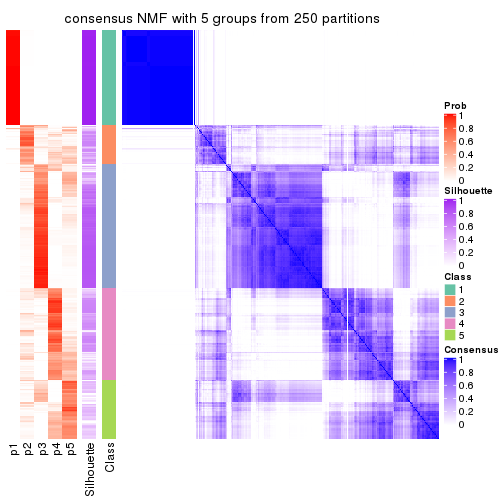 consensus NMF with 5 groups from 250 partitions
Prob
1
0.8
0.6
0.4
0.2
0
Silhouette
1
0.8
0.6
0.4
0.2
0
Class
1
2
3
4
5
Consensus
1
0.8
0.6
0.4
0.2
0
p1
p2
p3
p4
p5
Silhouette
Class